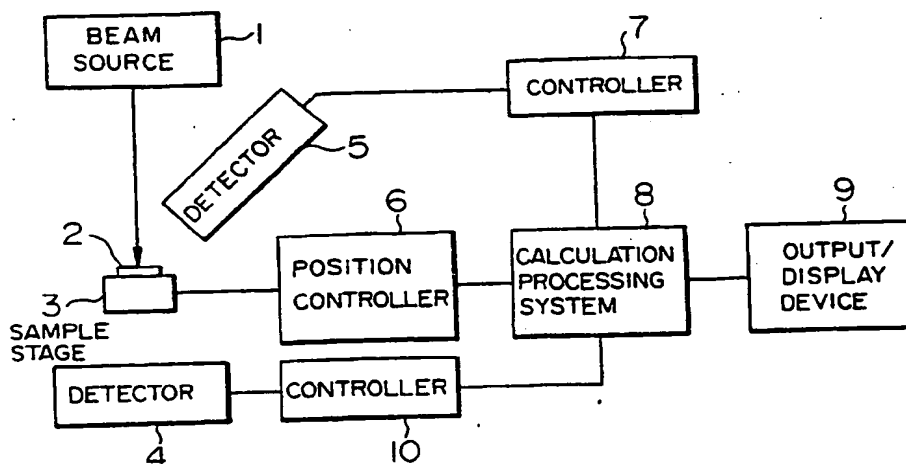 BEAM
SOURCE
1
7
CONTROLLER
DETECTOR
5
2
3
SAMPLE
STAGE
6
POSITION
CONTROLLER
8
CALCULATION
PROCESSING
SYSTEM
9
OUTPUT/
DISPLAY
DEVICE
DETECTOR
4
CONTROLLER
10